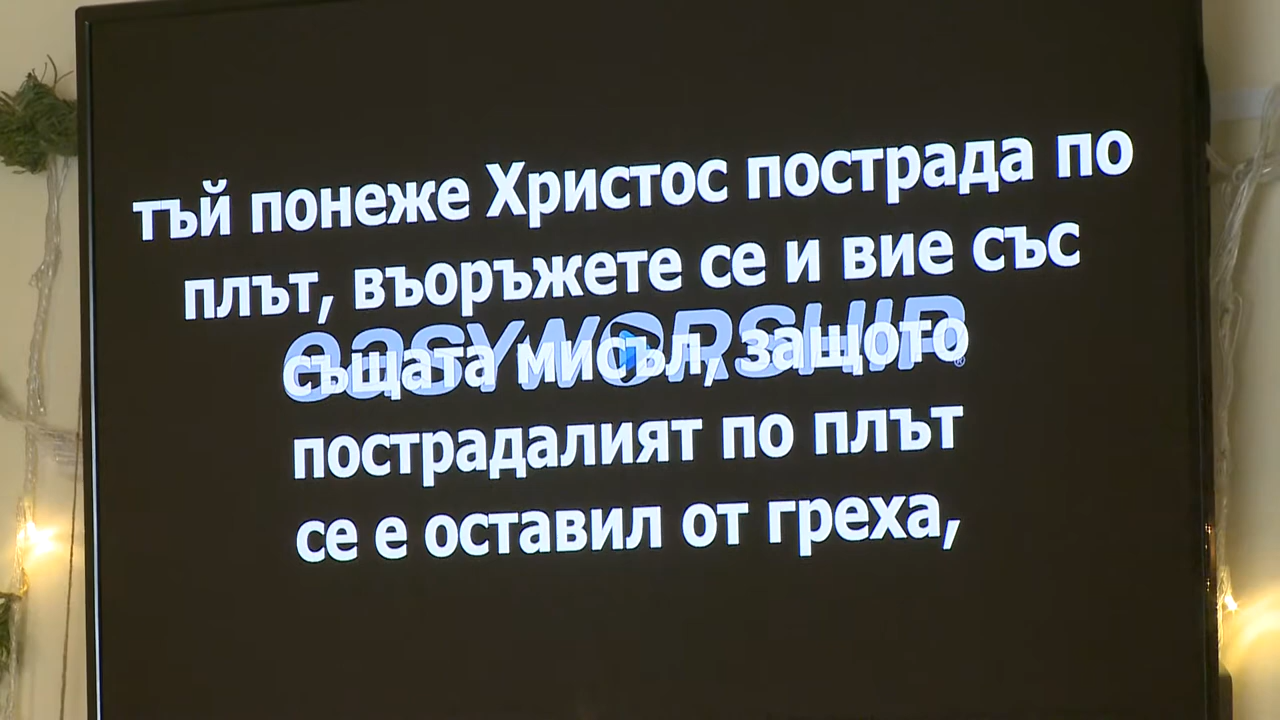 тъй понеже Христос пострада по
плът, въоръжете се и вие със
easyworship®
същата мисъл, защото
пострадалият по плът
се е оставил от греха,